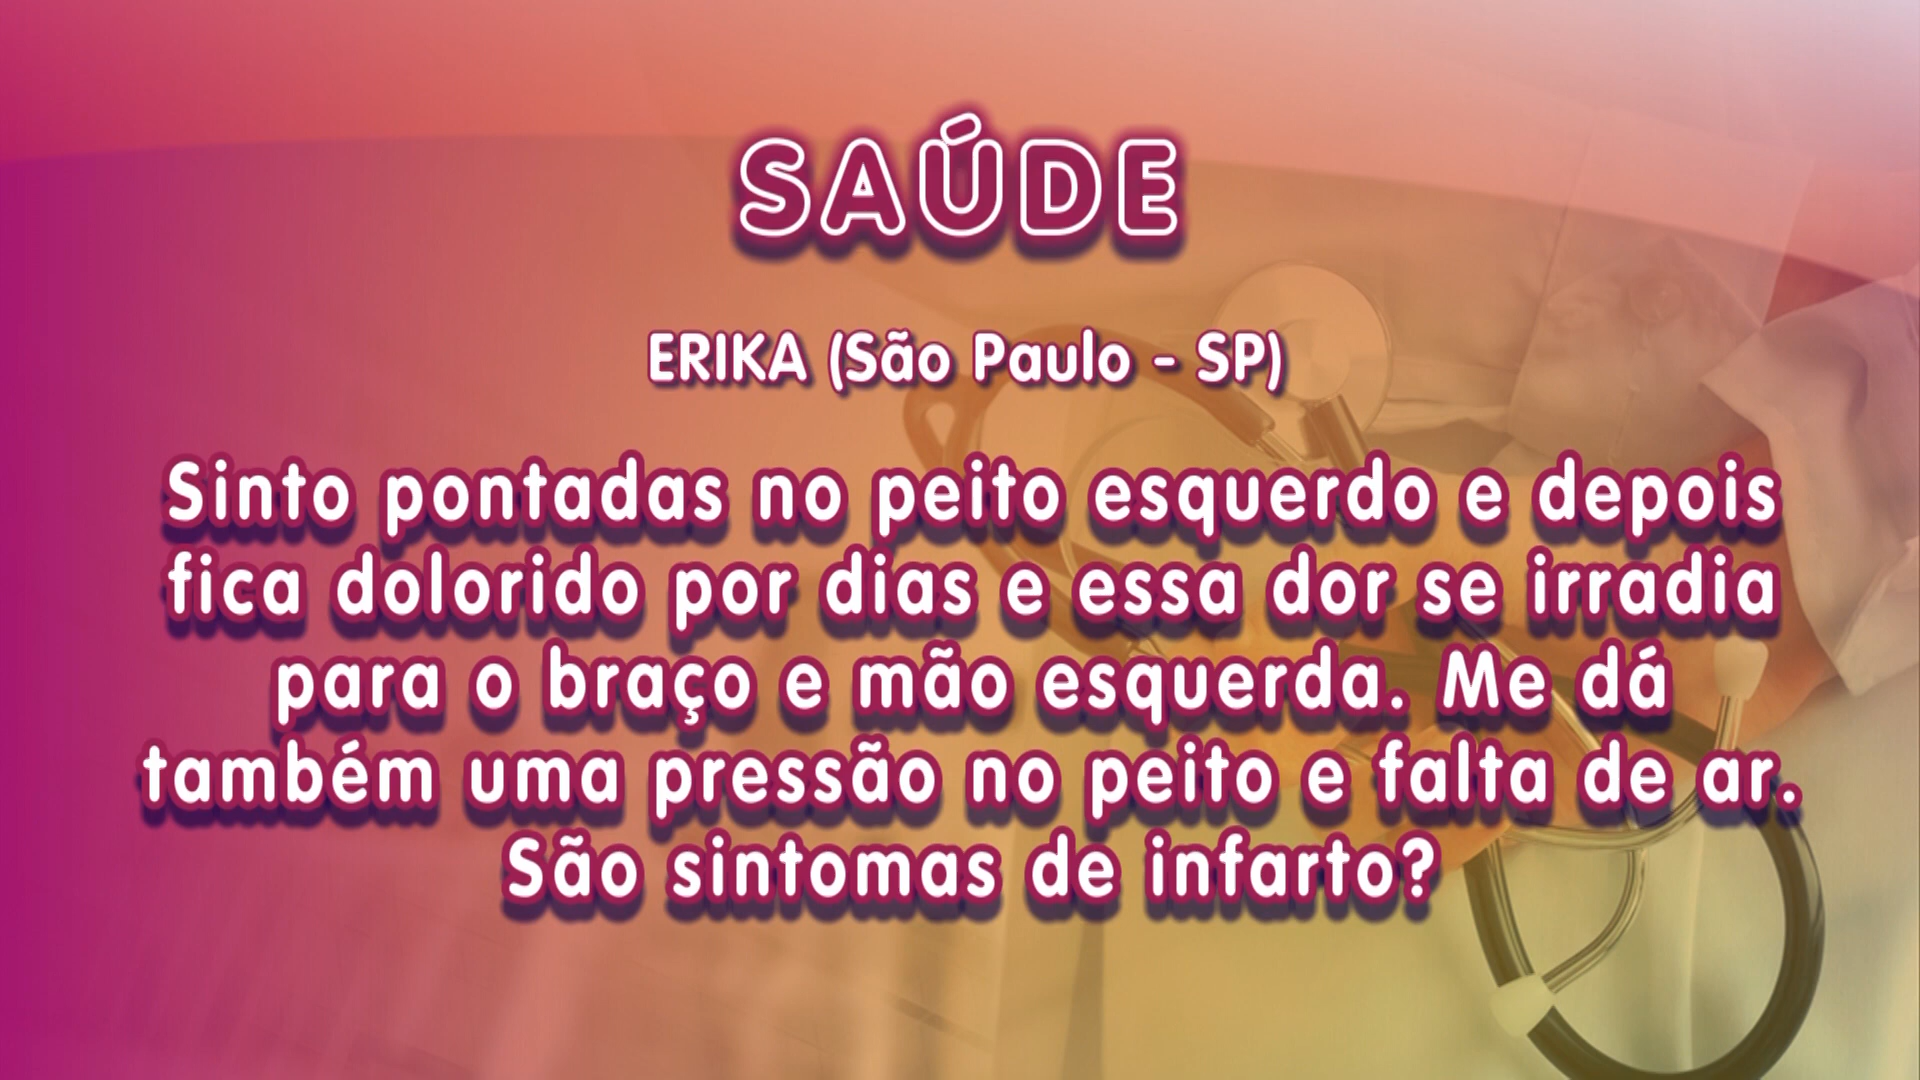 SAÚDE
ERIKA (São Paulo - SP)
Sinto pontadas no peito esquerdo e depois
fica dolorido por dias e essa dor se irradia
para o braço e mão esquerda. Me dá
também uma pressão no peito e falta de ar.
São sintomas de infarto?